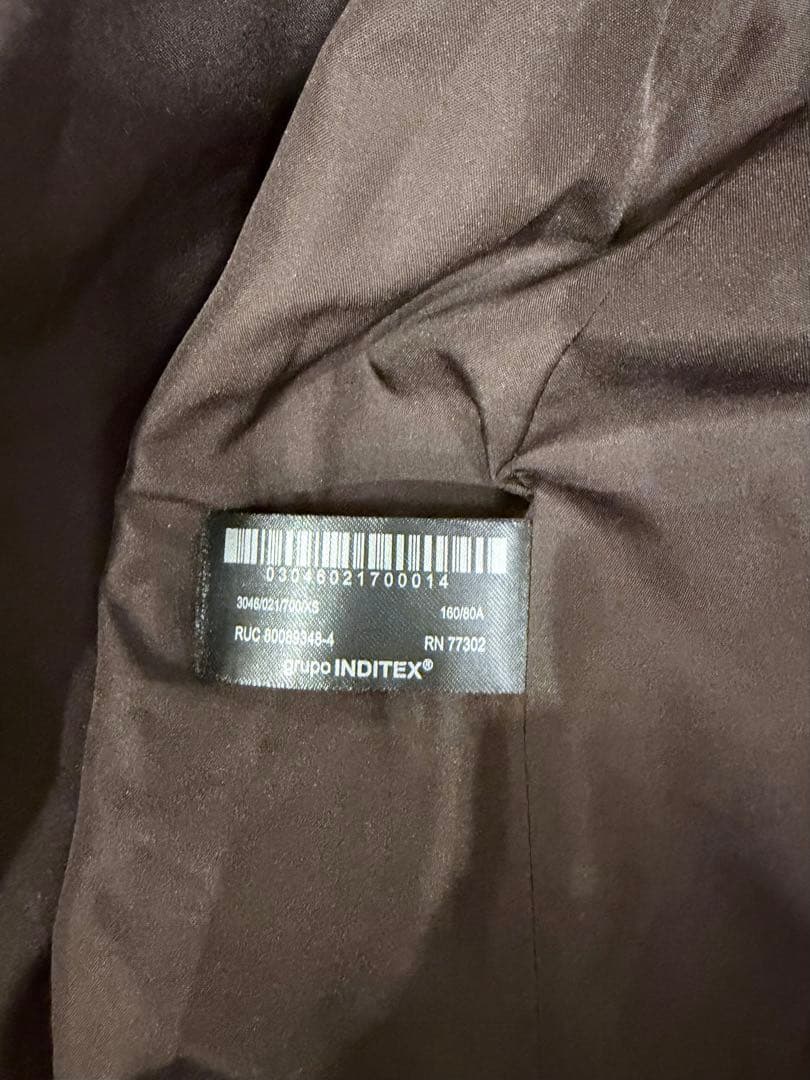 03046021700014
3046/021/700/XS 160/80A
RUC 80089348-4 RN 77302
grupo INDITEX®